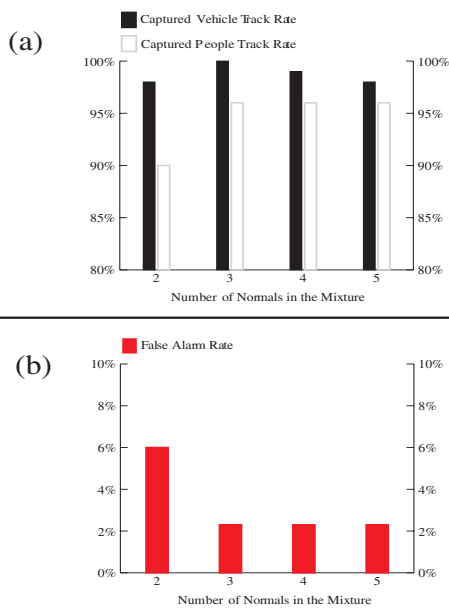 (a)
Captured Vehicle Track Rate
Captured People Track Rate
100% 100%
95% 95%
90% 90%
85% 85%
80% 80%
2 3 4 5
Number of Normals in the Mixture
(b)
False Alarm Rate
10% 10%
8% 8%
6% 6%
4% 4%
2% 2%
0% 0%
2 3 4 5
Number of Normals in the Mixture